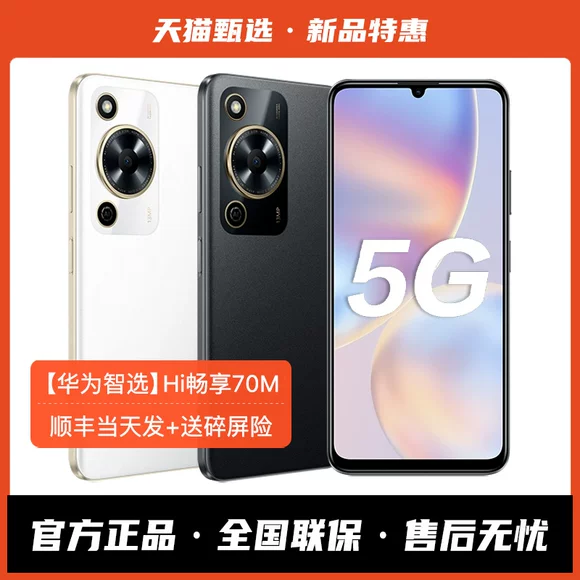 天猫甄选·新品特惠
13MP
13MP
5G
【华为智选】Hi畅享70M
顺丰当天发+送碎屏险
官方正品·全国联保·售后无忧